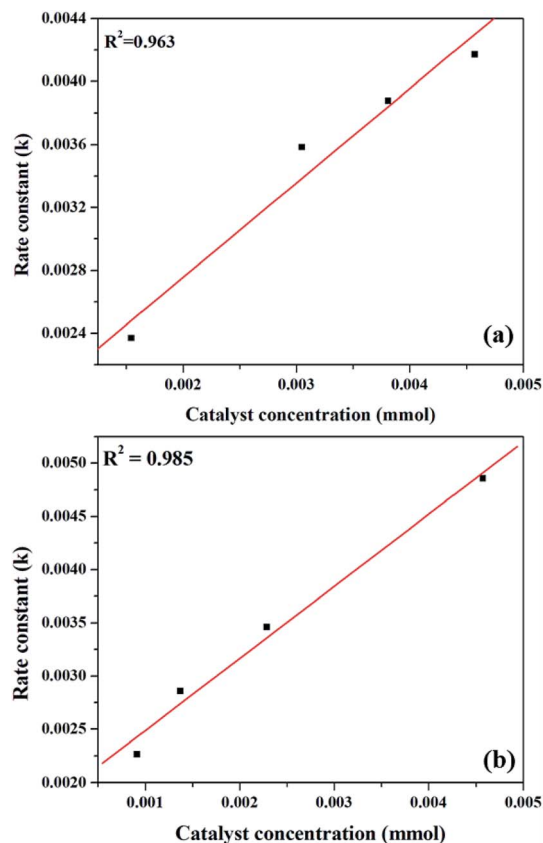 R²=0.963
0.0044
0.0040
0.0036
0.0032
0.0028
0.0024
Rate constant (k)
(a)
0.002 0.003 0.004 0.005
Catalyst concentration (mmol)
R² = 0.985
0.0050
0.0045
0.0040
0.0035
0.0030
0.0025
0.0020
Rate constant (k)
(b)
0.001 0.002 0.003 0.004 0.005
Catalyst concentration (mmol)